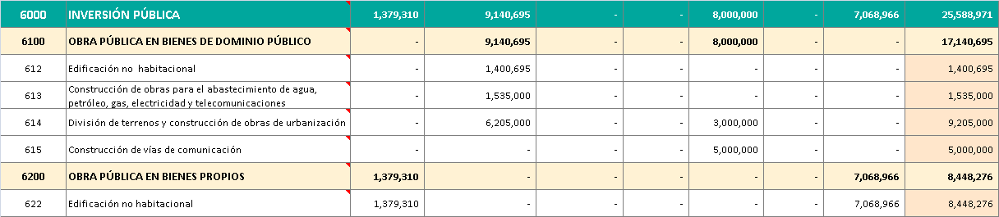 6000 INVERSIÓN PÚBLICA 1,379,310 9,140,695 - - 8,000,000 - 7,068,966 25,588,971
6100 OBRA PÚBLICA EN BIENES DE DOMINIO PÚBLICO - 9,140,695 - - 8,000,000 - - 17,140,695
612 Edificación no habitacional - 1,400,695 - - - - - 1,400,695
613 Construcción de obras para el abastecimiento de agua,
petróleo, gas, electricidad y telecomunicaciones - 1,535,000 - - - - - 1,535,000
614 División de terrenos y construcción de obras de urbanización - 6,205,000 - - 3,000,000 - - 9,205,000
615 Construcción de vías de comunicación - - - - 5,000,000 - - 5,000,000
6200 OBRA PÚBLICA EN BIENES PROPIOS 1,379,310 - - - - - 7,068,966 8,448,276
622 Edificación no habitacional 1,379,310 - - - - - 7,068,966 8,448,276